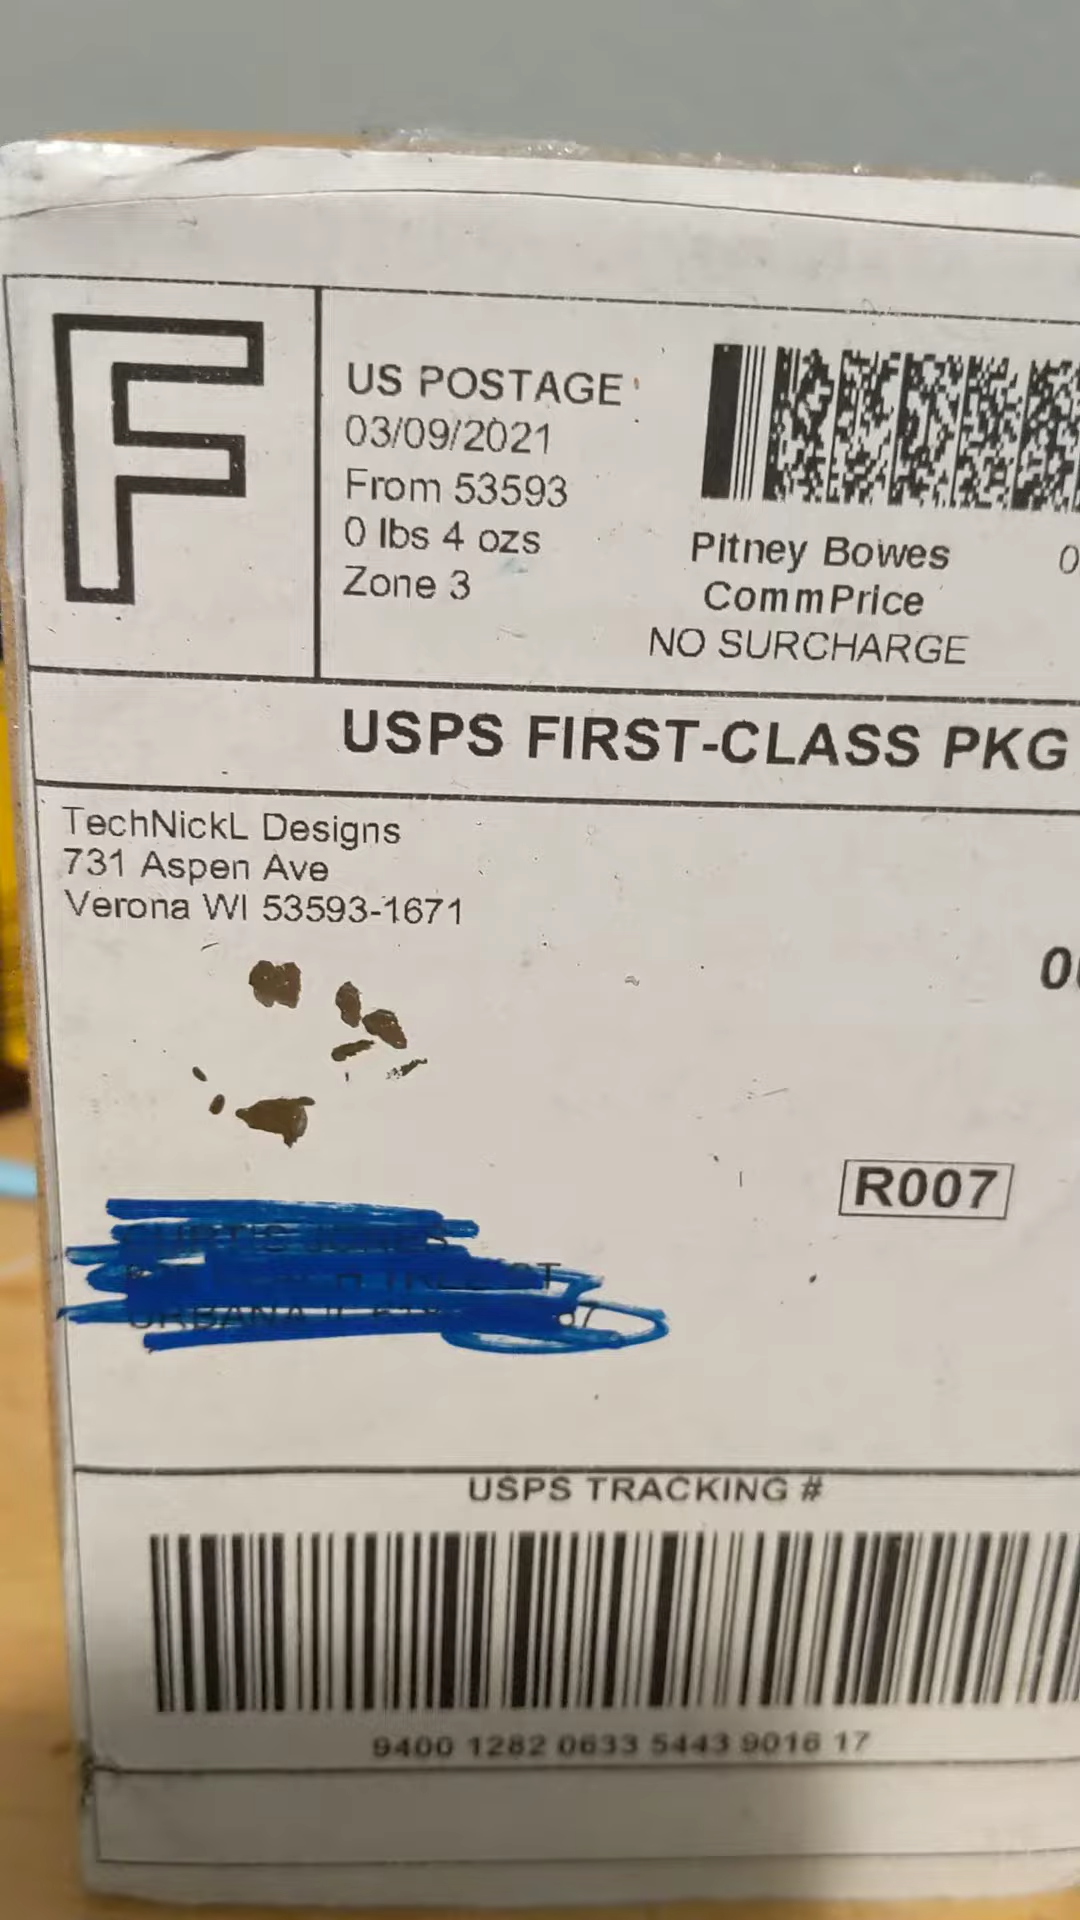 F
US POSTAGE
03/09/2021
From 53593
0 lbs 4 ozs
Zone 3
Pitney Bowes
CommPrice
NO SURCHARGE
0
USPS FIRST-CLASS PKG
TechNickL Designs
731 Aspen Ave
Verona WI 53593-1671
R007
USPS TRACKING #
9400 1282 0633 5443 9016 17